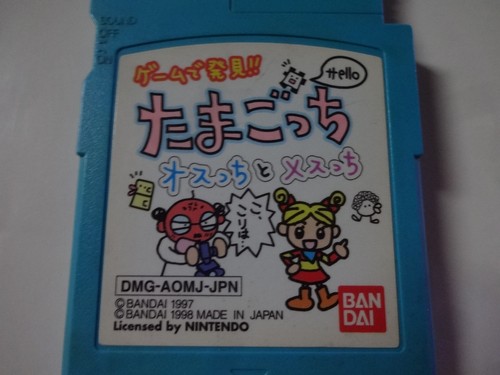 SOUND
OFF
ON
ゲームで発見!!
Hello
たまごっち
オスっちとメスっち
こ、
こりは…
DMG-AOMJ-JPN
©BANDAI 1997
©BANDAI 1998 MADE IN JAPAN
Licensed by NINTENDO
BAN
DAI